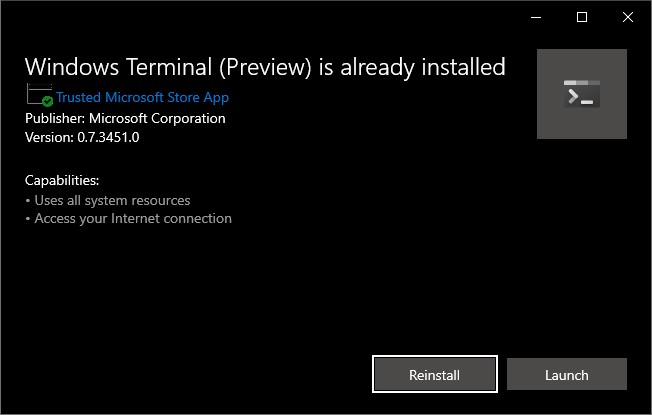 Windows Terminal (Preview) is already installed
Trusted Microsoft Store App
Publisher: Microsoft Corporation
Version: 0.7.3451.0
Capabilities:
• Uses all system resources
• Access your Internet connection
Reinstall
Launch